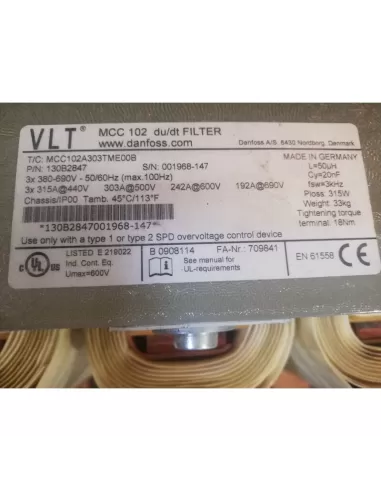 VLT® MCC 102 du/dt FILTER
www.danfoss.com Danfoss A/S, 6430 Nordborg, Denmark
T/C: MCC102A303TME00B MADE IN GERMANY
P/N: 130B2847 S/N: 001968-147 L=50µH
3x 380-690V - 50/60Hz (max.100Hz) Cy=20nF
3x 315A@440V 303A@500V 242A@600V 192A@690V fsw=3kHz
Chassis/IP00 Tamb. 45°C/113°F Ploss: 315W
Weight: 33kg
Tightening torque
terminal: 18Nm
*130B2847001968-147*
Use only with a type 1 or type 2 SPD overvoltage control device
c UL US LISTED E 219022 B 0908114 FA-Nr.: 709841 EN 61558 CE
Ind. Cont. Eq. See manual for
Umax=600V UL-requirements